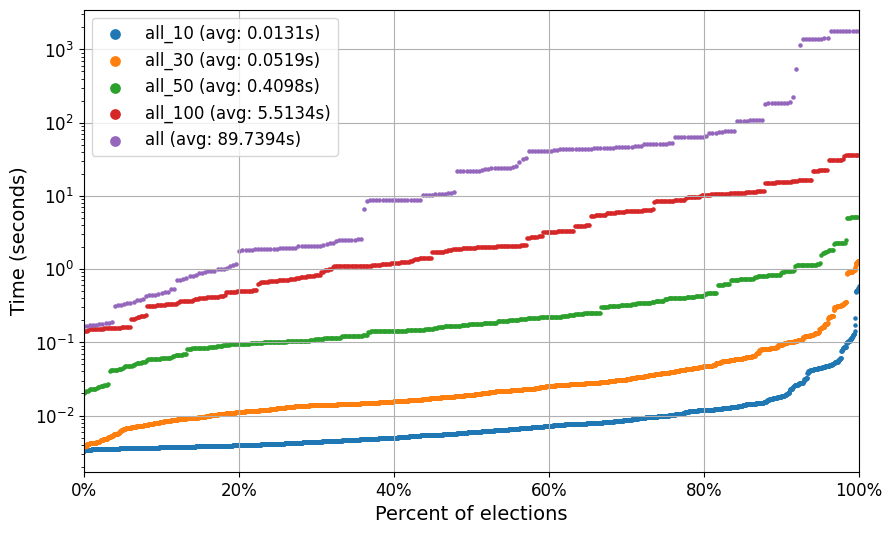 all_10 (avg: 0.0131s)
all_30 (avg: 0.0519s)
all_50 (avg: 0.4098s)
all_100 (avg: 5.5134s)
all (avg: 89.7394s)
Time (seconds)
10³
10²
10¹
10⁰
10⁻¹
10⁻²
0% 20% 40% 60% 80% 100%
Percent of elections